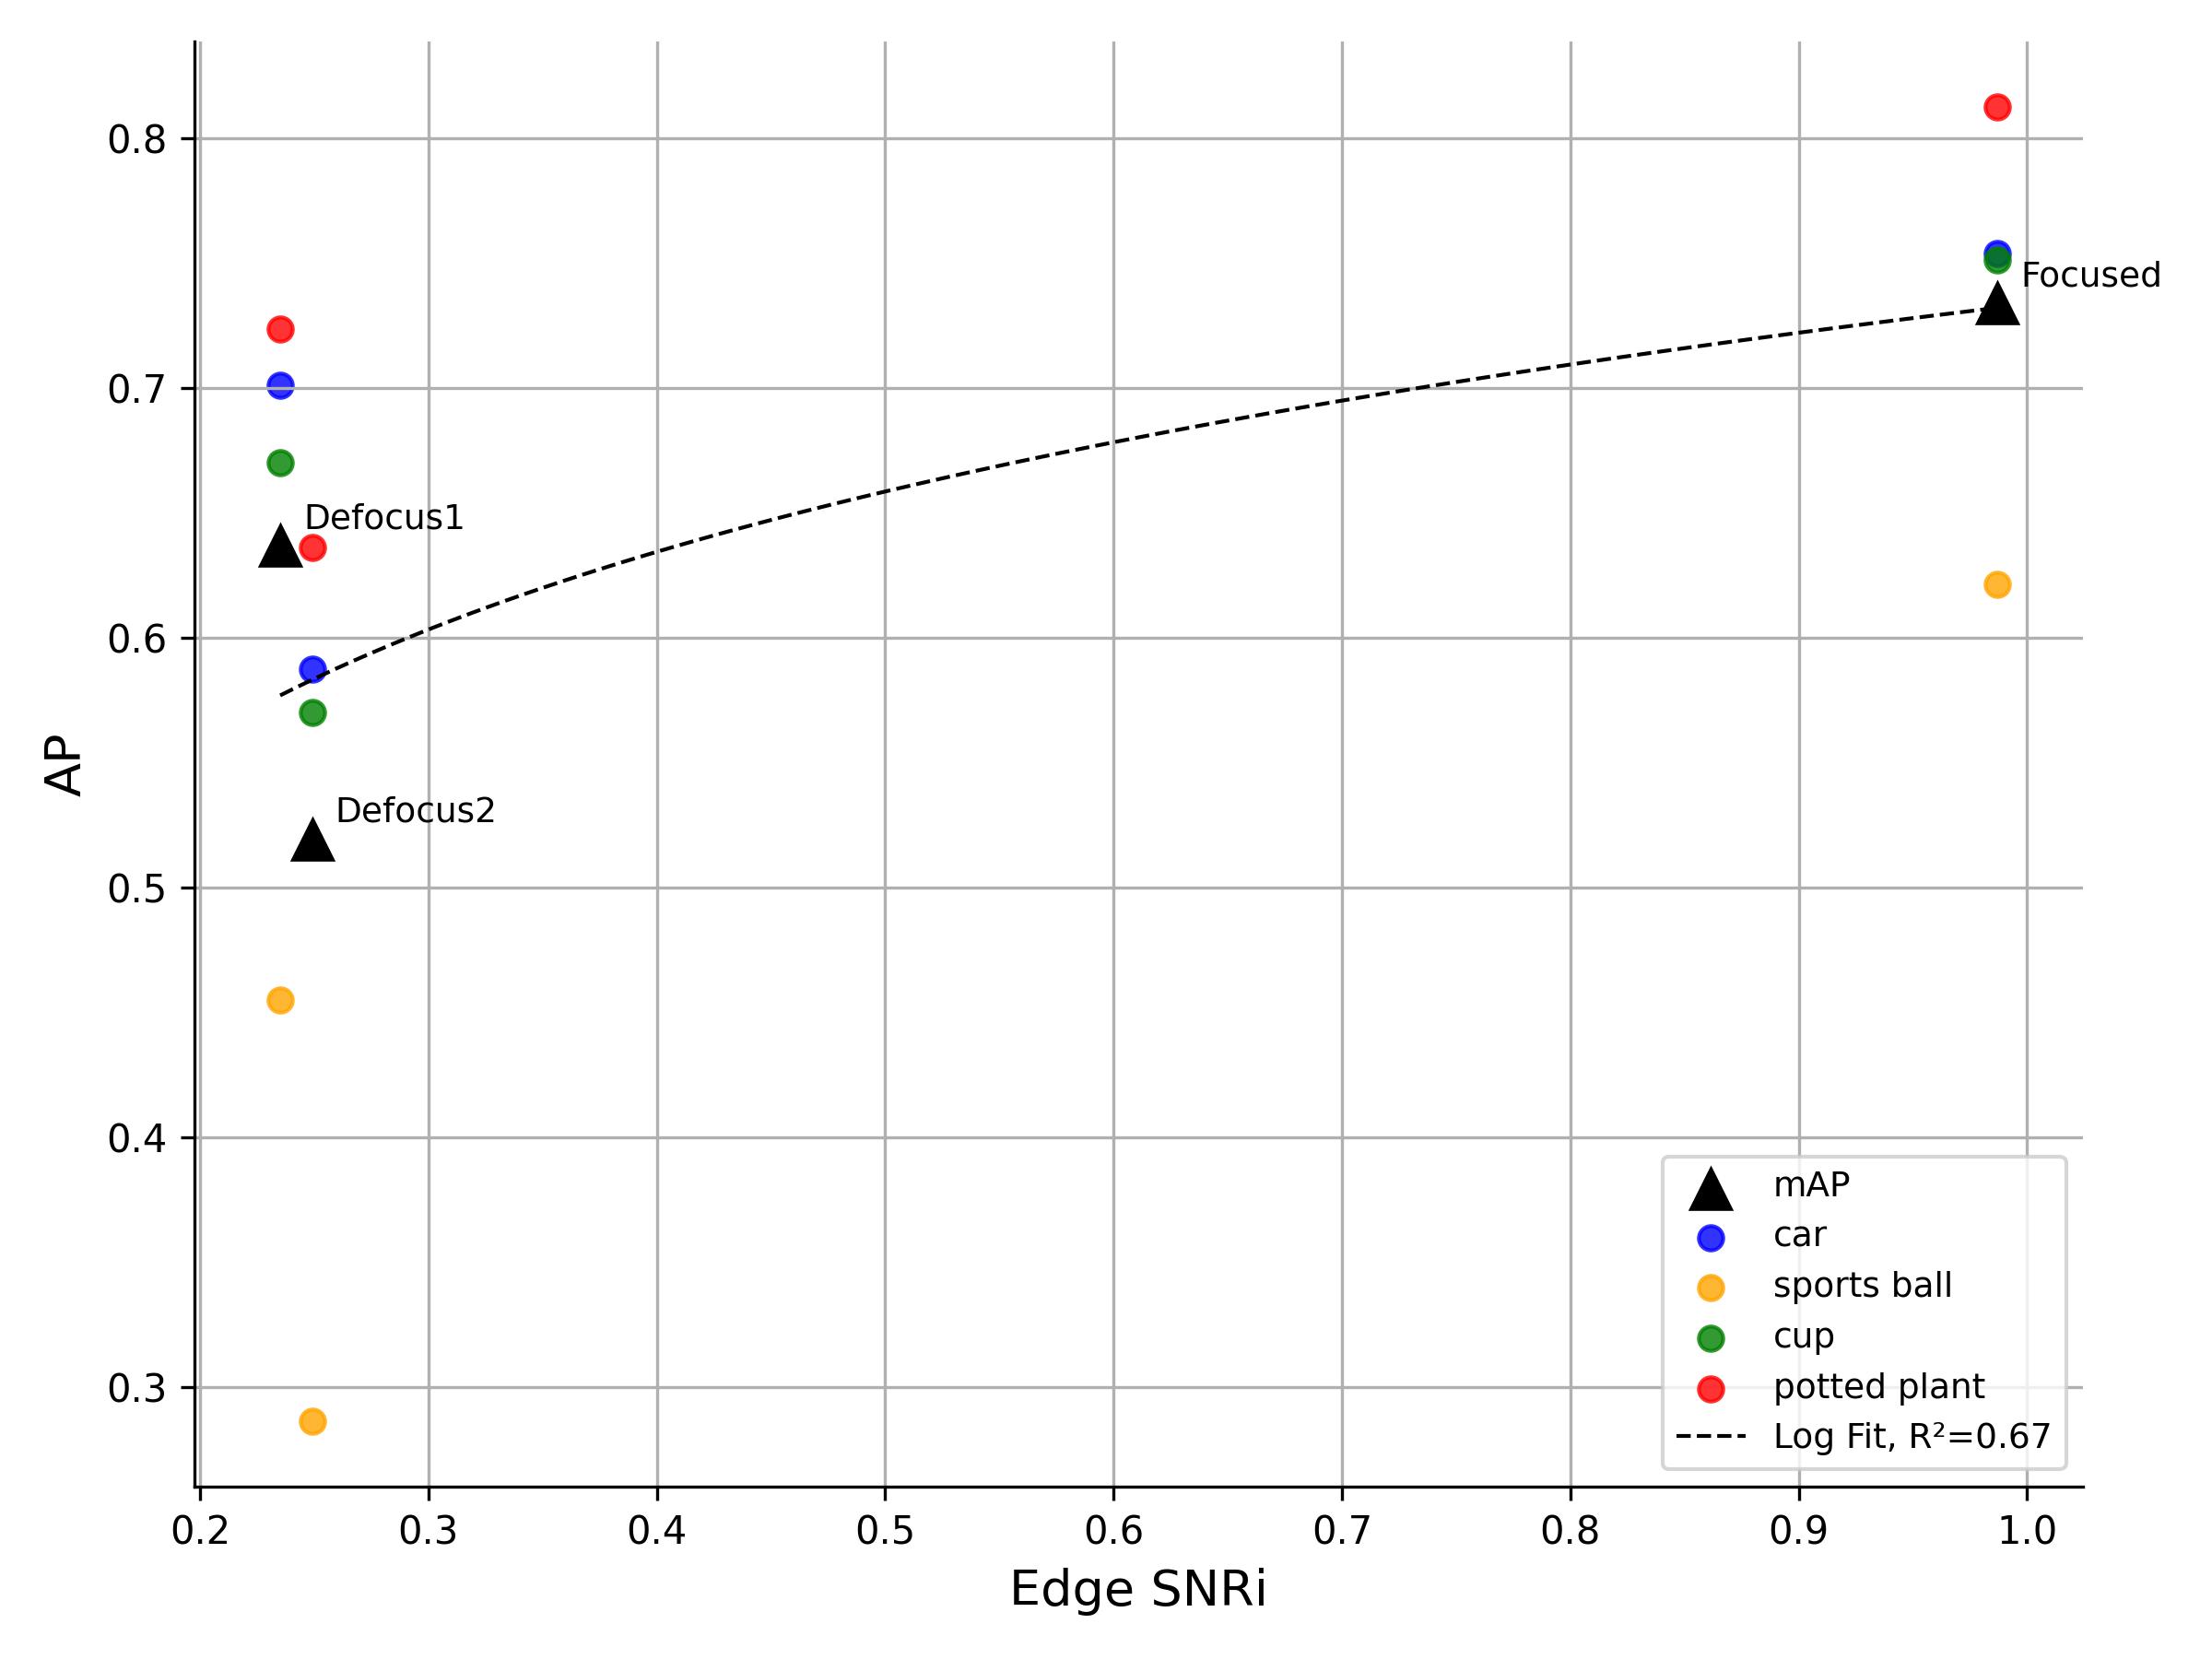 0.8
0.7
0.6
0.5
0.4
0.3
AP
Focused
Defocus1
Defocus2
mAP
car
sports ball
cup
potted plant
Log Fit, R²=0.67
0.2 0.3 0.4 0.5 0.6 0.7 0.8 0.9 1.0
Edge SNRi